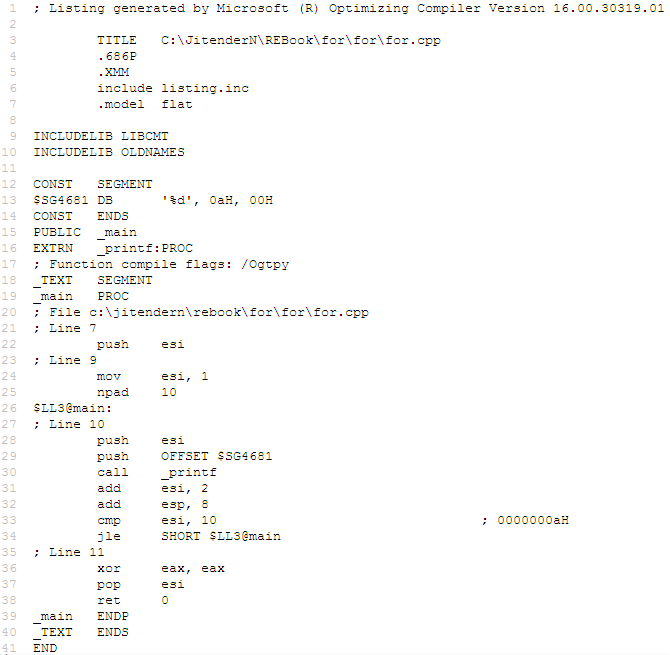 1 ; Listing generated by Microsoft (R) Optimizing Compiler Version 16.00.30319.01
2
3 TITLE C:\JitenderN\REBook\for\for\for.cpp
4 .686P
5 .XMM
6 include listing.inc
7 .model flat
8
9 INCLUDELIB LIBCMT
10 INCLUDELIB OLDNAMES
11
12 CONST SEGMENT
13 $SG4681 DB '%d', 0aH, 00H
14 CONST ENDS
15 PUBLIC _main
16 EXTRN _printf:PROC
17 ; Function compile flags: /Ogtpy
18 _TEXT SEGMENT
19 _main PROC
20 ; File c:\jitendern\rebook\for\for\for.cpp
21 ; Line 7
22 push esi
23 ; Line 9
24 mov esi, 1
25 npad 10
26 $LL3@main:
27 ; Line 10
28 push esi
29 push OFFSET $SG4681
30 call _printf
31 add esi, 2
32 add esp, 8
33 cmp esi, 10 ; 0000000aH
34 jle SHORT $LL3@main
35 ; Line 11
36 xor eax, eax
37 pop esi
38 ret 0
39 _main ENDP
40 _TEXT ENDS
41 END